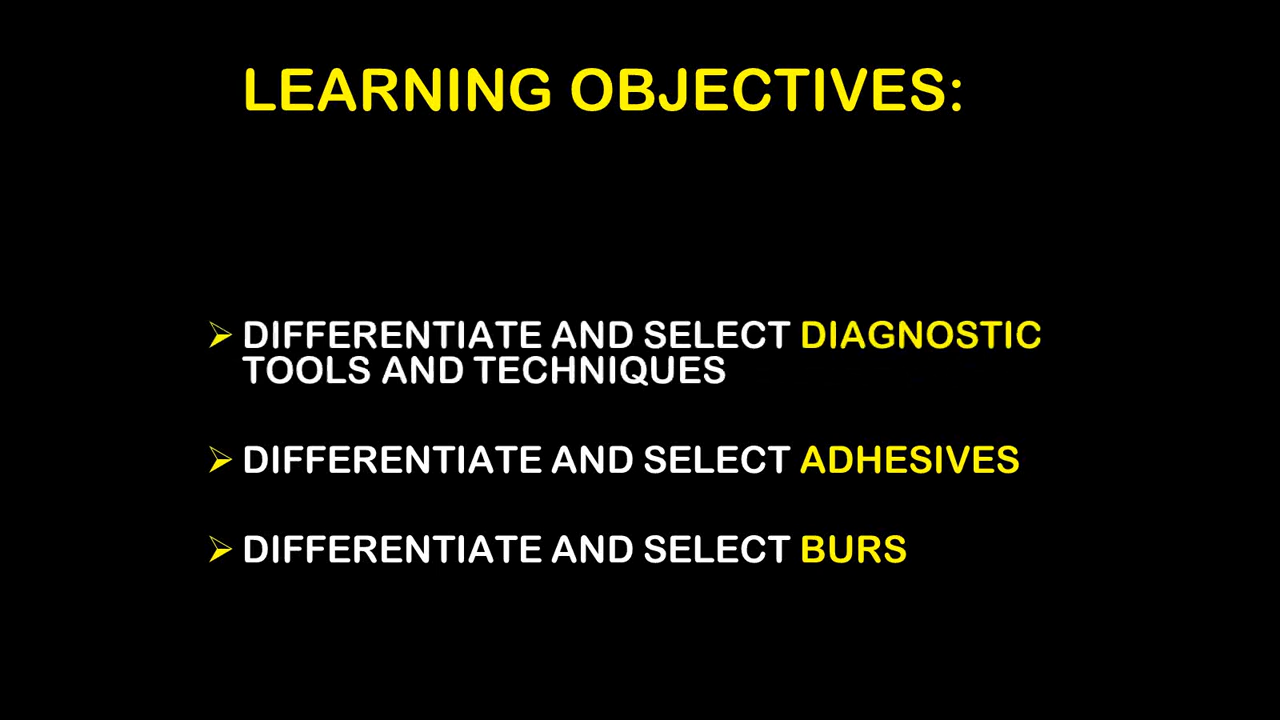 LEARNING OBJECTIVES:
➢ DIFFERENTIATE AND SELECT DIAGNOSTIC
TOOLS AND TECHNIQUES
➢ DIFFERENTIATE AND SELECT ADHESIVES
➢ DIFFERENTIATE AND SELECT BURS